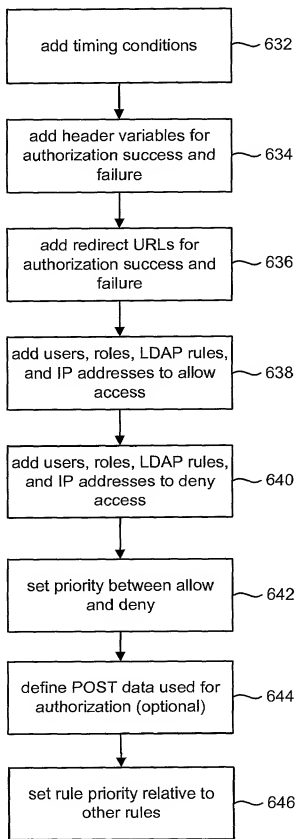 add timing conditions
632
add header variables for
authorization success and
failure
634
add redirect URLs for
authorization success and
failure
636
add users, roles, LDAP rules,
and IP addresses to allow
access
638
add users, roles, LDAP rules,
and IP addresses to deny
access
640
set priority between allow
and deny
642
define POST data used for
authorization (optional)
644
set rule priority relative to
other rules
646